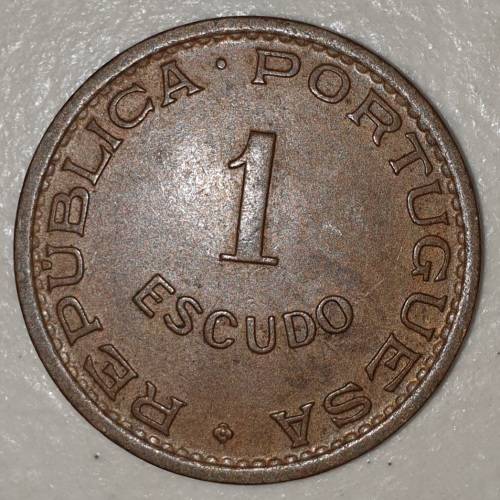 REPÚBLICA · PORTUGUESA
1
ESCUDO